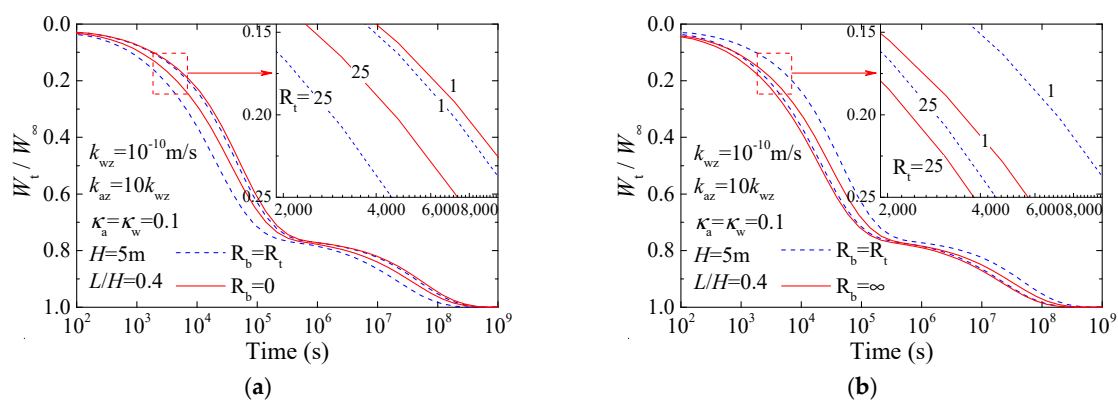 0.0
0.2
0.4
0.6
0.8
1.0
W_t / W_∞
10^2 10^3 10^4 10^5 10^6 10^7 10^8 10^9
Time (s)
k_wz=10^-10m/s
k_az=10k_wz
κ_a=κ_w=0.1
H=5m
L/H=0.4
R_b=R_t
R_b=0
0.15
0.20
0.25
2,000 4,000 6,000 8,000
R_t=25
25
1
1
(a)
0.0
0.2
0.4
0.6
0.8
1.0
W_t / W_∞
10^2 10^3 10^4 10^5 10^6 10^7 10^8 10^9
Time (s)
k_wz=10^-10m/s
k_az=10k_wz
κ_a=κ_w=0.1
H=5m
L/H=0.4
R_b=R_t
R_b=∞
0.15
0.20
0.25
2,000 4,000 6,000 8,000
1
25
1
R_t=25
(b)